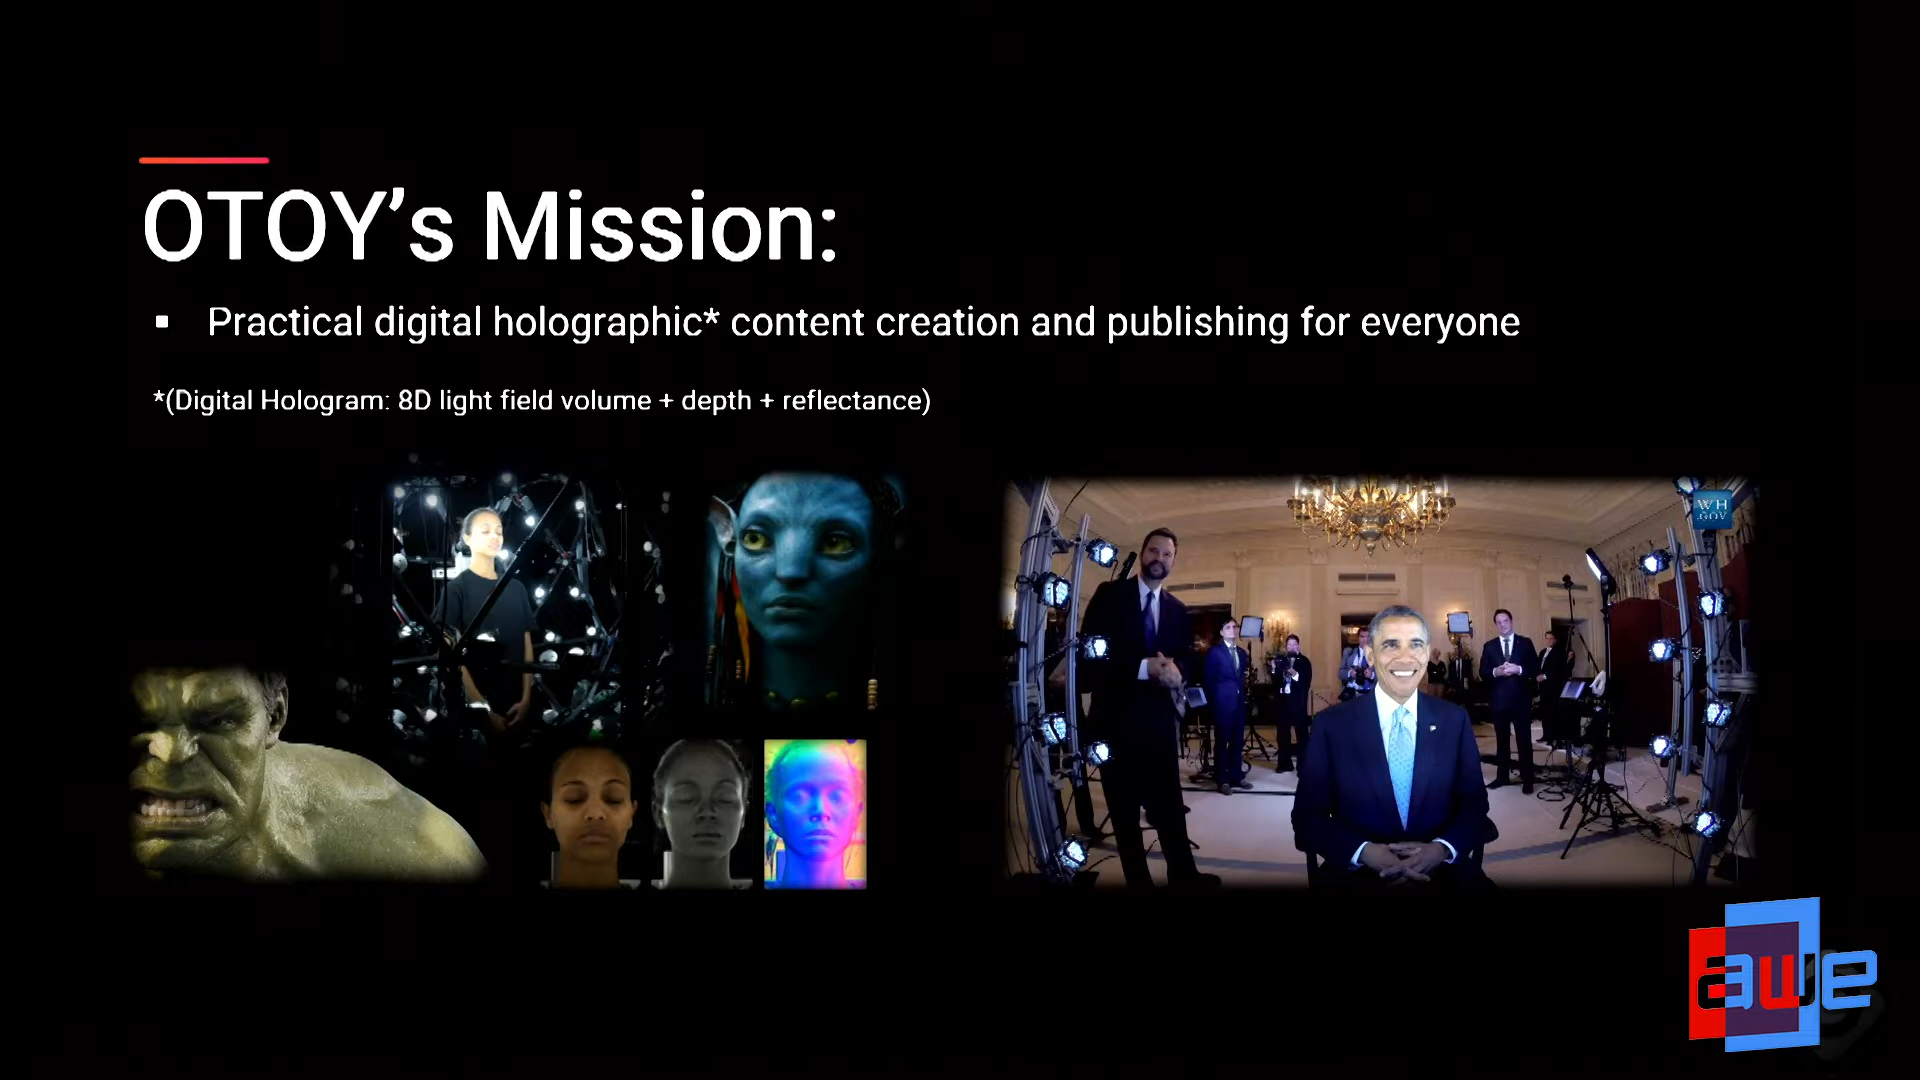 OTOY’s Mission:
▪ Practical digital holographic* content creation and publishing for everyone
*(Digital Hologram: 8D light field volume + depth + reflectance)
WH
.GOV
awe